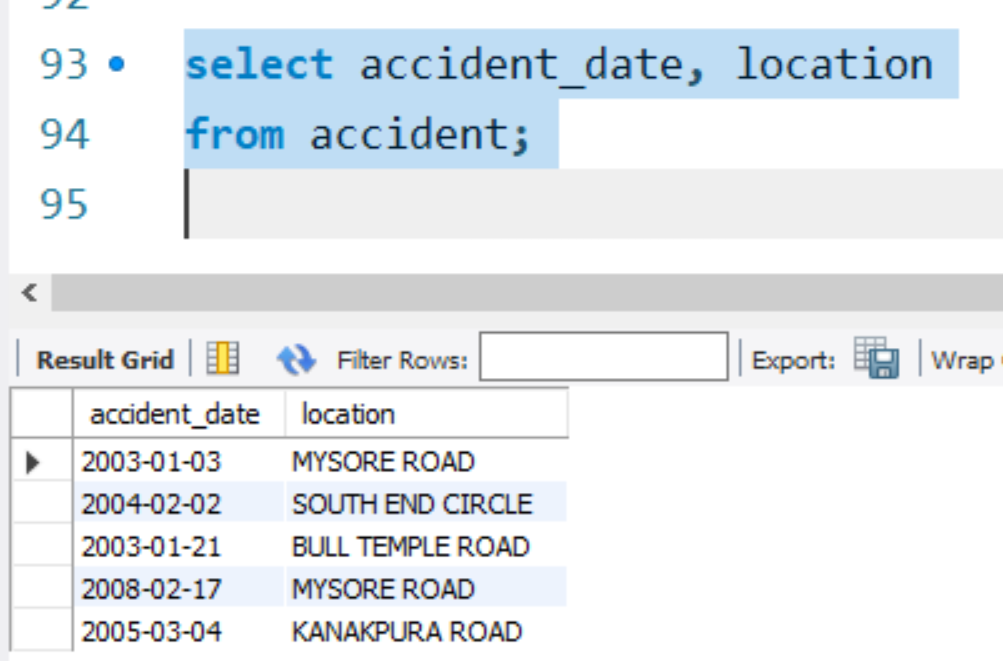 92
93 select accident_date, location
94 from accident;
95
Result Grid Filter Rows: Export: Wrap
accident_date location
2003-01-03 MYSORE ROAD
2004-02-02 SOUTH END CIRCLE
2003-01-21 BULL TEMPLE ROAD
2008-02-17 MYSORE ROAD
2005-03-04 KANAKPURA ROAD